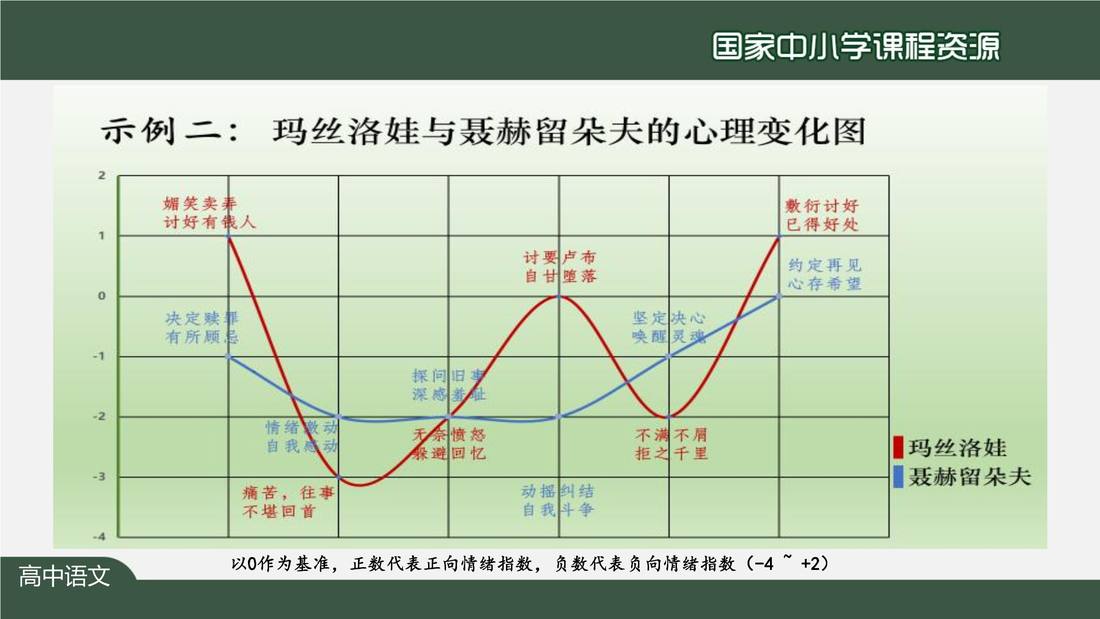 国家中小学课程资源
示例二： 玛丝洛娃与聂赫留朵夫的心理变化图
2
1
0
-1
-2
-3
-4
媚笑卖弄
讨好有钱人
决定赎罪
有所顾忌
情绪激动
自我感动
痛苦，往事
不堪回首
探问旧事
深感羞耻
无奈愤怒
躲避回忆
讨要卢布
自甘堕落
动摇纠结
自我斗争
坚定决心
唤醒灵魂
不满不屑
拒之千里
敷衍讨好
已得好处
约定再见
心存希望
玛丝洛娃
聂赫留朵夫
以0作为基准，正数代表正向情绪指数，负数代表负向情绪指数（-4 ~ +2）
高中语文